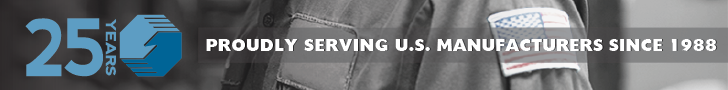 25 YEARS
PROUDLY SERVING U.S. MANUFACTURERS SINCE 1988